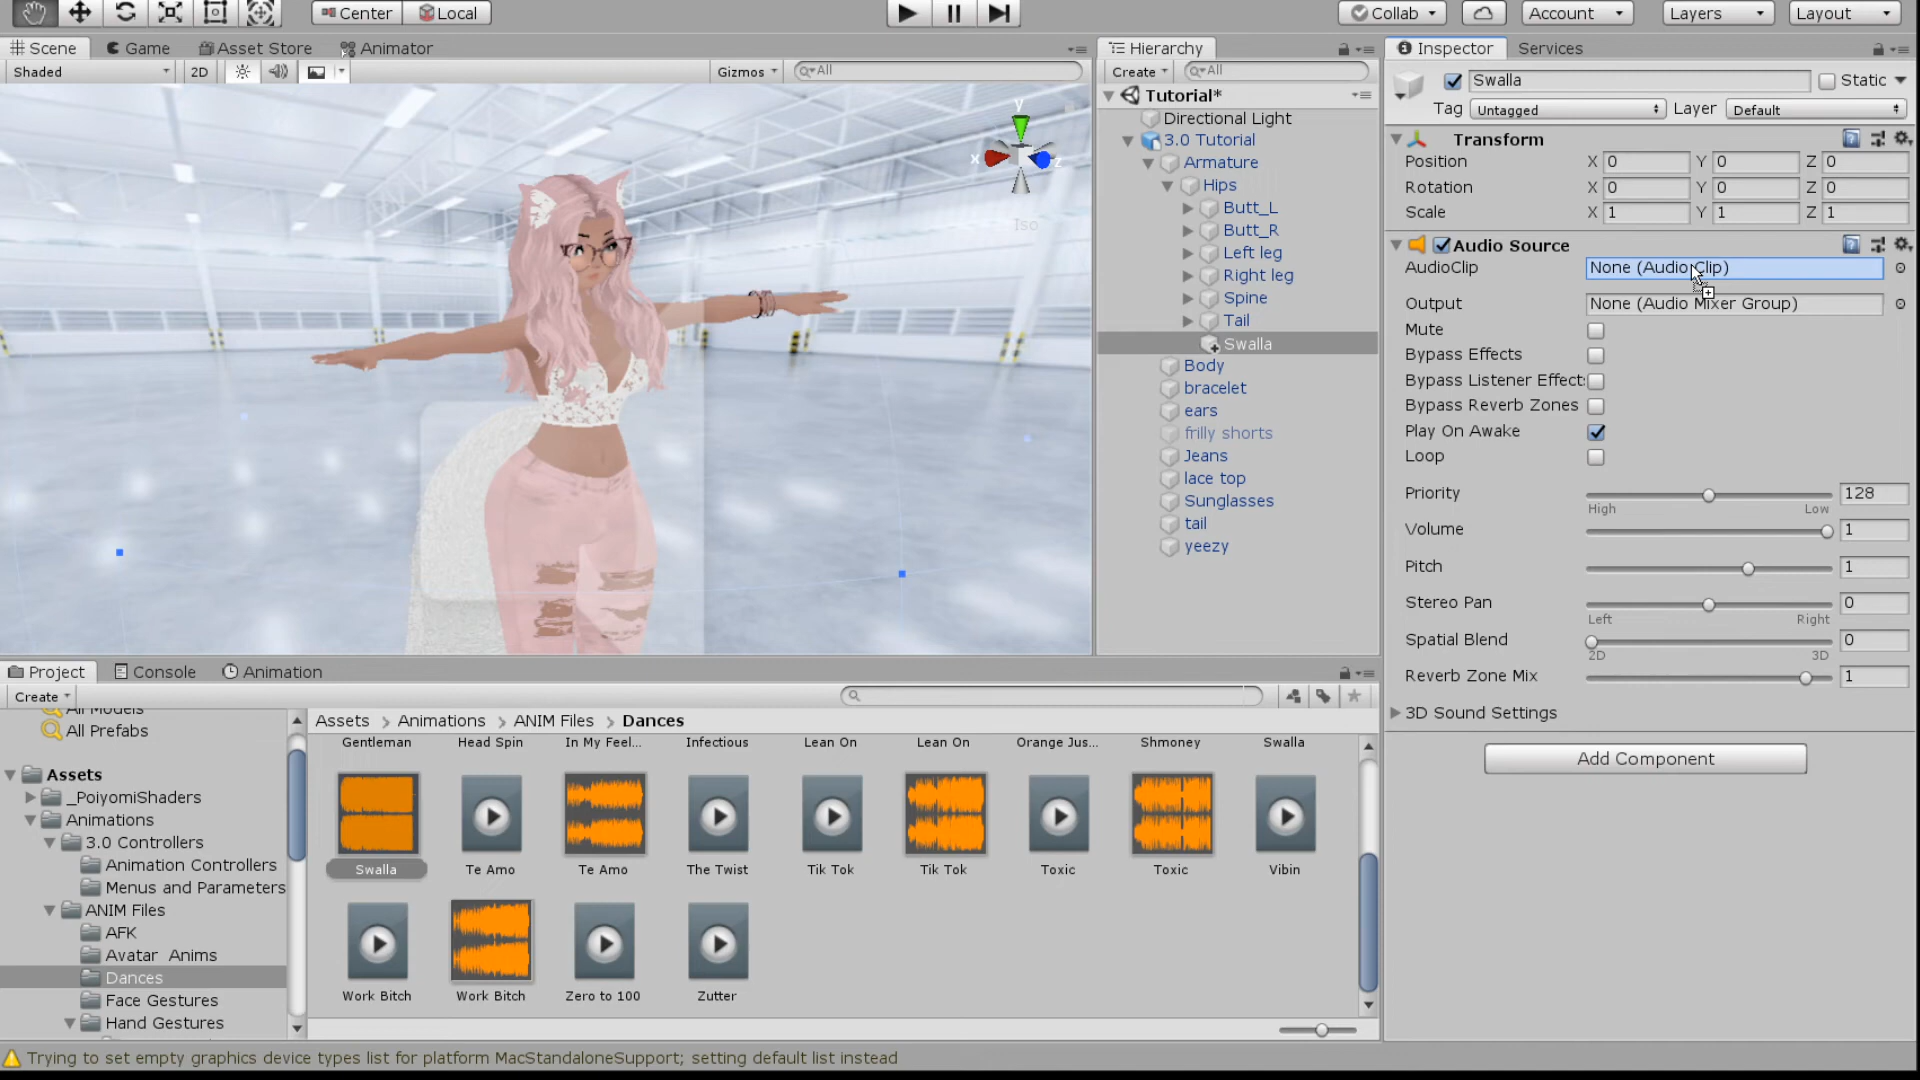 Center Local Collab Account Layers Layout
Scene Game Asset Store Animator
Shaded 2D Gizmos All
y
x z
Iso
Hierarchy
Create All
Tutorial*
Directional Light
3.0 Tutorial
Armature
Hips
Butt_L
Butt_R
Left leg
Right leg
Spine
Tail
Swalla
Body
bracelet
ears
frilly shorts
Jeans
lace top
Sunglasses
tail
yeezy
Inspector Services
Swalla Static
Tag Untagged Layer Default
Transform
Position X 0 Y 0 Z 0
Rotation X 0 Y 0 Z 0
Scale X 1 Y 1 Z 1
Audio Source
AudioClip None (Audio Clip)
Output None (Audio Mixer Group)
Mute
Bypass Effects
Bypass Listener Effect
Bypass Reverb Zones
Play On Awake
Loop
Priority 128
High Low
Volume 1
Pitch 1
Stereo Pan 0
Left Right
Spatial Blend 0
2D 3D
Reverb Zone Mix 1
3D Sound Settings
Add Component
Project Console Animation
Create
All Models
All Prefabs
Assets
_PoiyomiShaders
Animations
3.0 Controllers
Animation Controllers
Menus and Parameters
ANIM Files
AFK
Avatar Anims
Dances
Face Gestures
Hand Gestures
Assets > Animations > ANIM Files > Dances
Gentleman Head Spin In My Feel... Infectious Lean On Lean On Orange Jus... Shmoney Swalla
Swalla Te Amo Te Amo The Twist Tik Tok Tik Tok Toxic Toxic Vibin
Work Bitch Work Bitch Zero to 100 Zutter
Trying to set empty graphics device types list for platform MacStandaloneSupport; setting default list instead